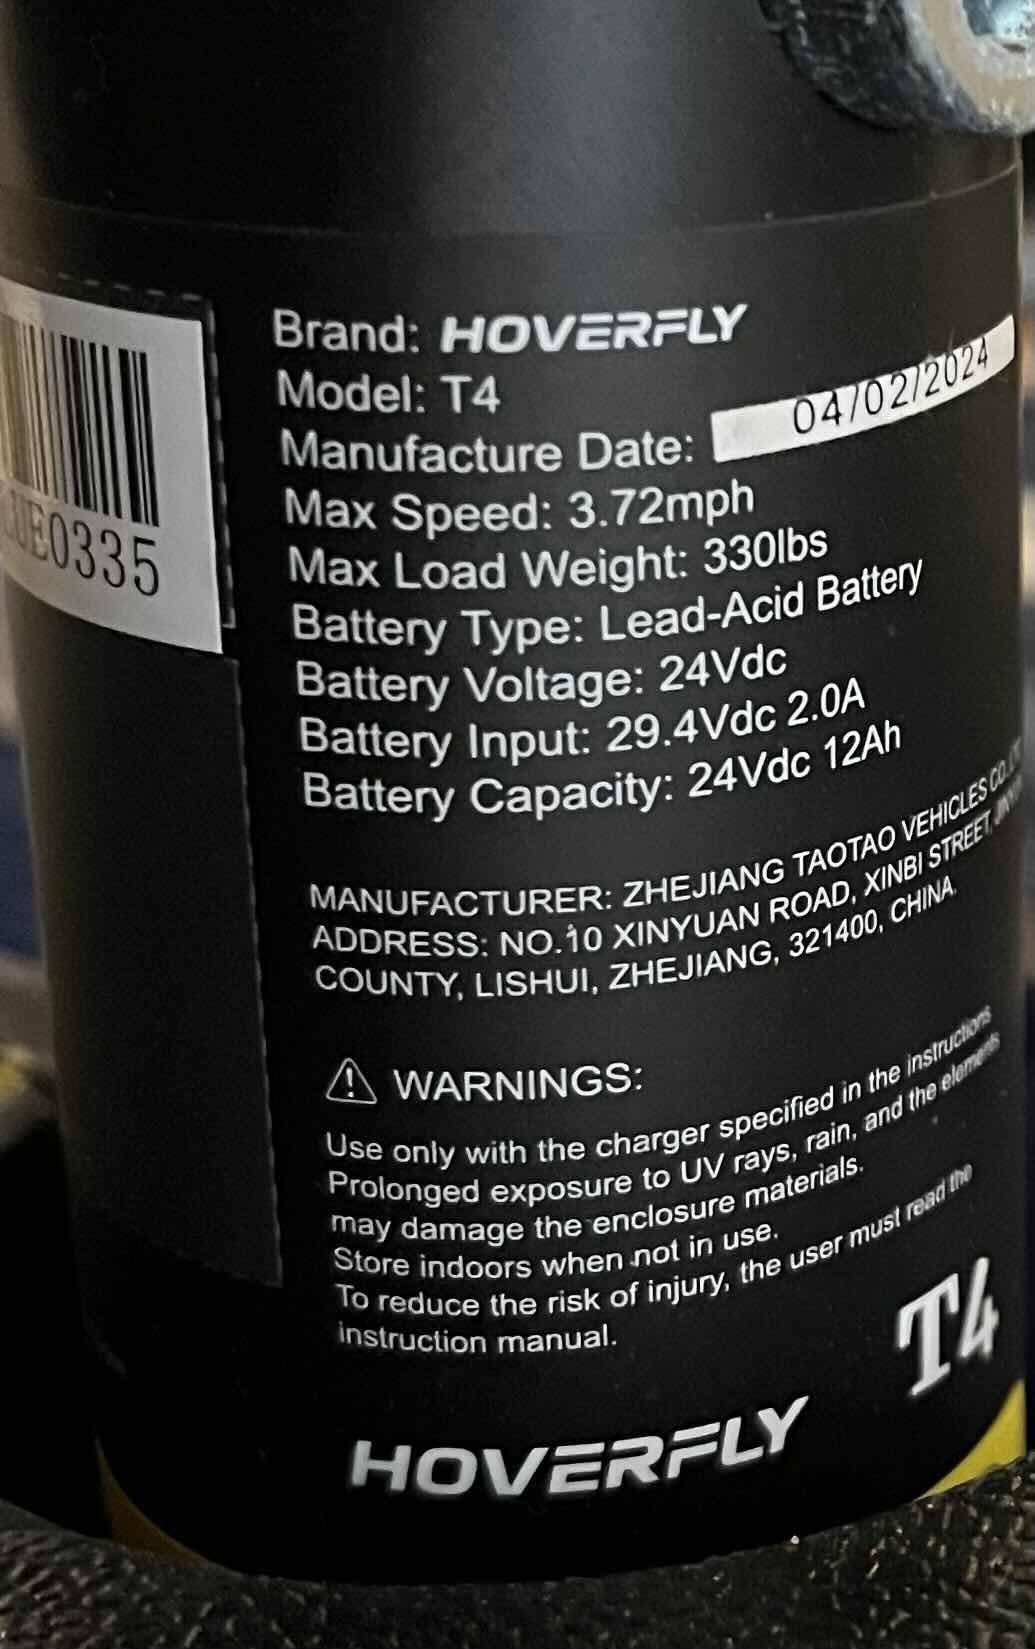 E0335
Brand: HOVERFLY
Model: T4
Manufacture Date: 04/02/2024
Max Speed: 3.72mph
Max Load Weight: 330lbs
Battery Type: Lead-Acid Battery
Battery Voltage: 24Vdc
Battery Input: 29.4Vdc 2.0A
Battery Capacity: 24Vdc 12Ah
MANUFACTURER: ZHEJIANG TAOTAO VEHICLES CO.,
ADDRESS: NO.10 XINYUAN ROAD, XINBI STREET,
COUNTY, LISHUI, ZHEJIANG, 321400, CHINA.
WARNINGS:
Use only with the charger specified in the instructions
Prolonged exposure to UV rays, rain, and the elements
may damage the enclosure materials.
Store indoors when not in use.
To reduce the risk of injury, the user must read the
instruction manual.
T4
HOVERFLY